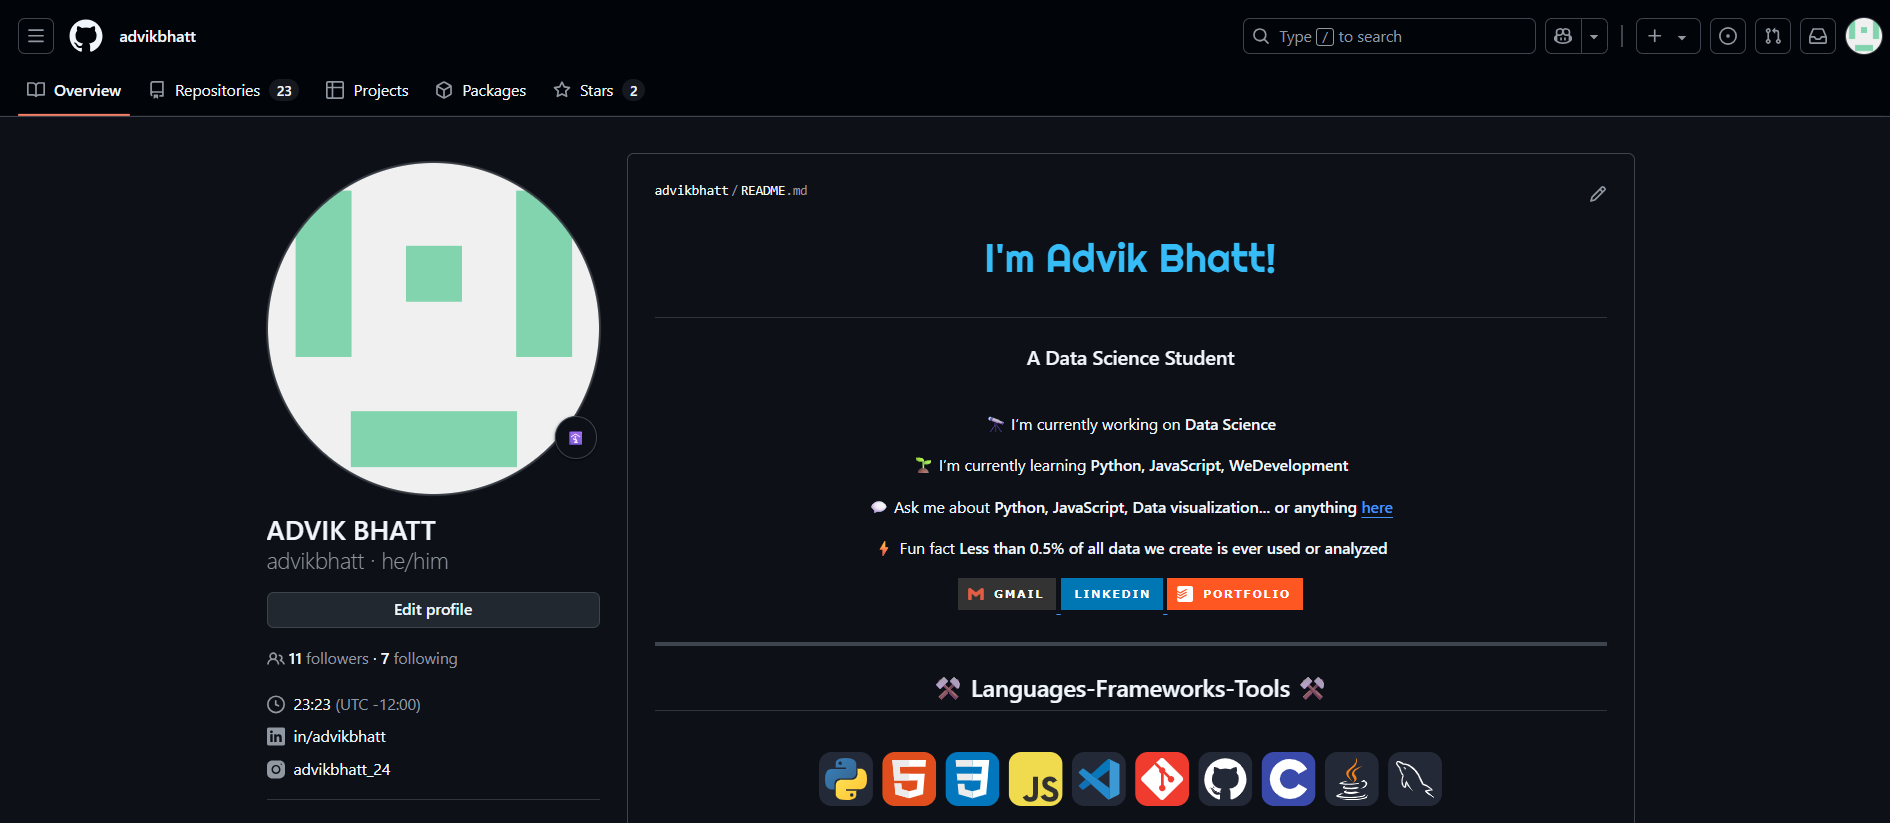 advikbhatt
Type / to search
Overview
Repositories 23
Projects
Packages
Stars 2
advikbhatt / README.md
I'm Advik Bhatt!
A Data Science Student
I'm currently working on Data Science
I'm currently learning Python, JavaScript, WeDevelopment
Ask me about Python, JavaScript, Data visualization... or anything here
Fun fact Less than 0.5% of all data we create is ever used or analyzed
GMAIL
LINKEDIN
PORTFOLIO
Languages-Frameworks-Tools
JS
C
ADVIK BHATT
advikbhatt · he/him
Edit profile
11 followers · 7 following
23:23 (UTC -12:00)
in/advikbhatt
advikbhatt_24